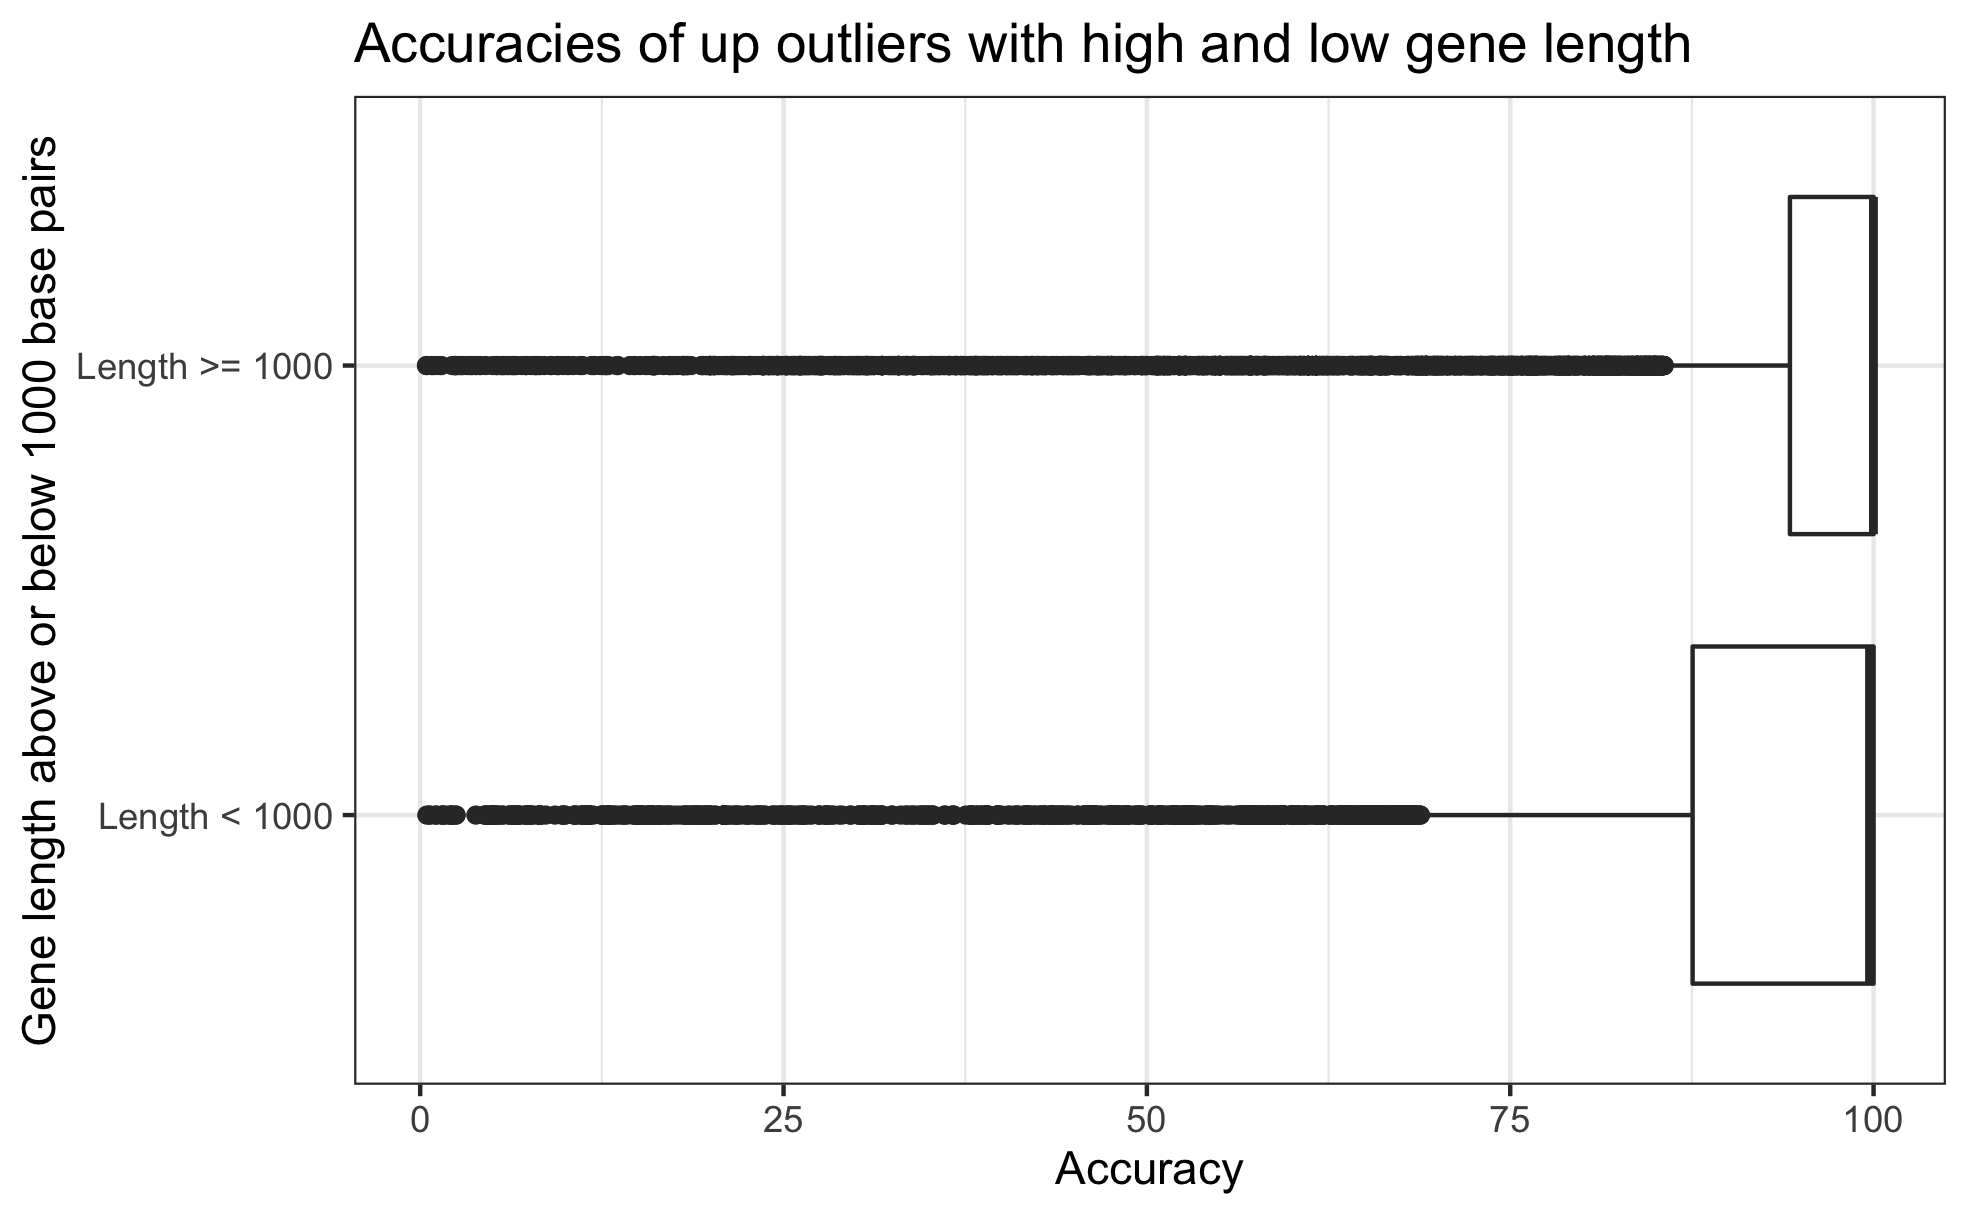 Accuracies of up outliers with high and low gene length
Gene length above or below 1000 base pairs
Length >= 1000
Length < 1000
0 25 50 75 100
Accuracy